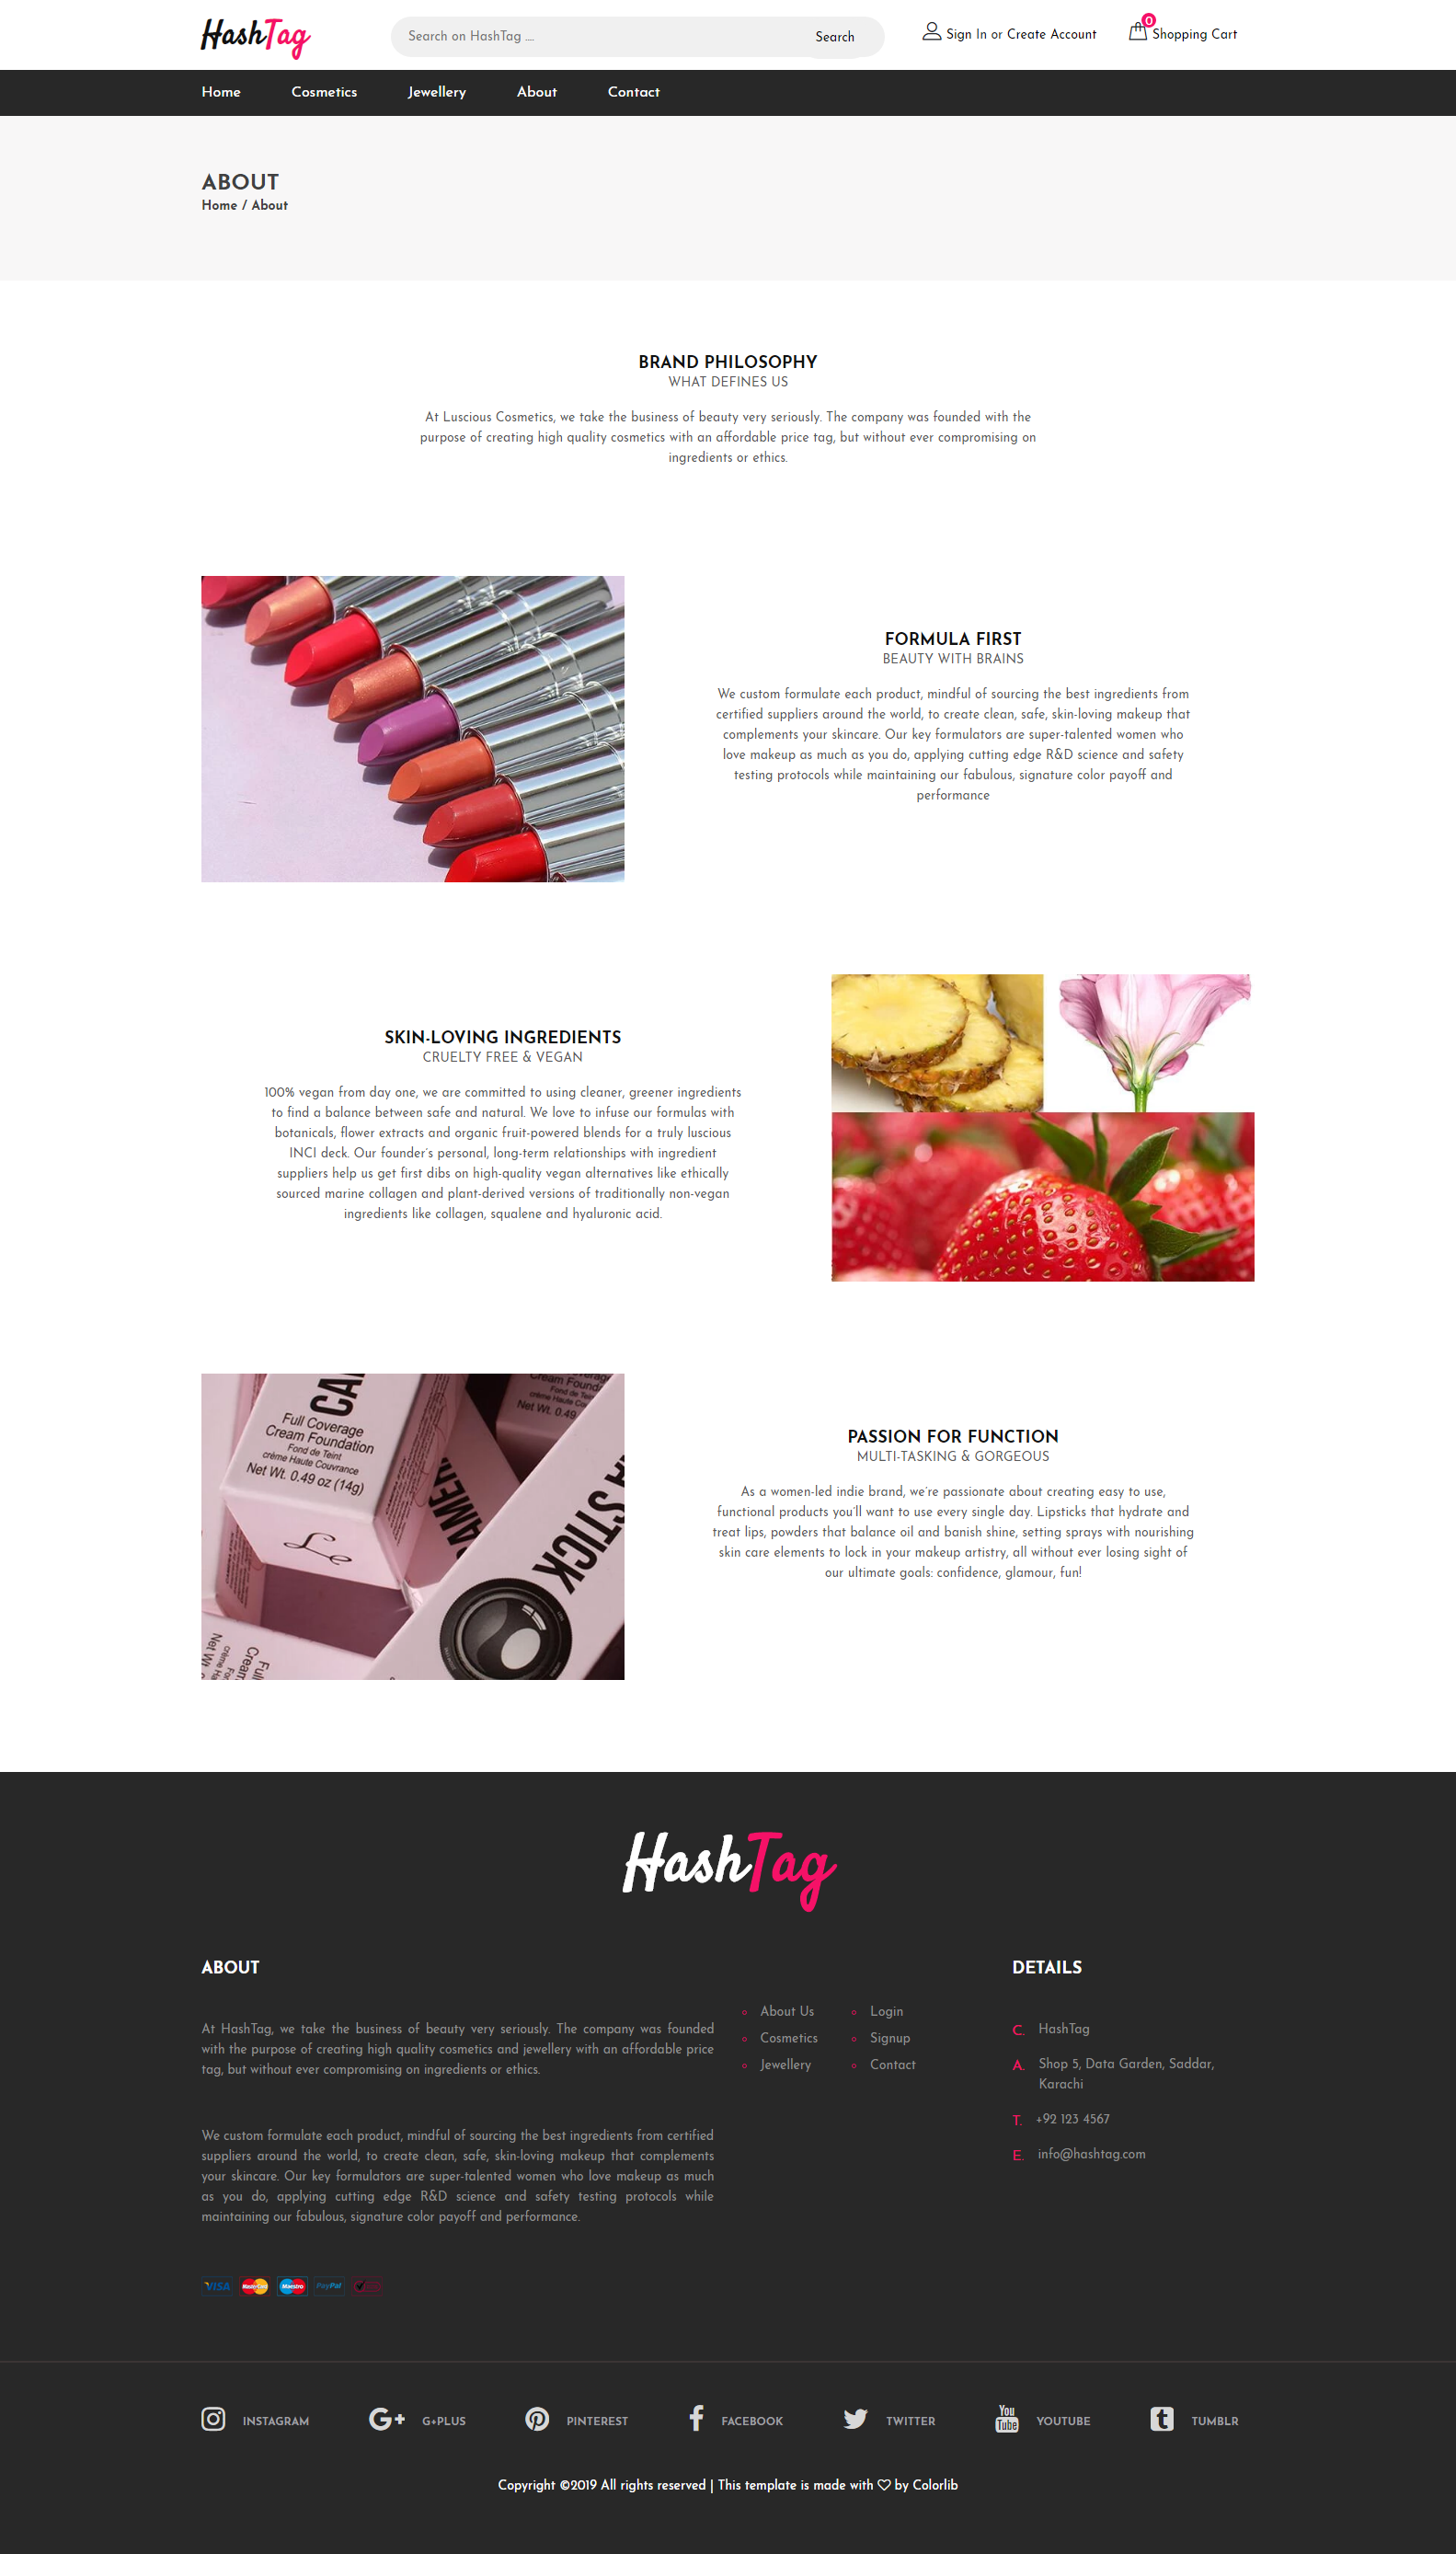 HashTag
Search on HashTag ....
Search
Sign In or Create Account
0
Shopping Cart
Home
Cosmetics
Jewellery
About
Contact
ABOUT
Home / About
BRAND PHILOSOPHY
WHAT DEFINES US
At Luscious Cosmetics, we take the business of beauty very seriously. The company was founded with the
purpose of creating high quality cosmetics with an affordable price tag, but without ever compromising on
ingredients or ethics.
FORMULA FIRST
BEAUTY WITH BRAINS
We custom formulate each product, mindful of sourcing the best ingredients from
certified suppliers around the world, to create clean, safe, skin-loving makeup that
complements your skincare. Our key formulators are super-talented women who
love makeup as much as you do, applying cutting edge R&D science and safety
testing protocols while maintaining our fabulous, signature color payoff and
performance
SKIN-LOVING INGREDIENTS
CRUELTY FREE & VEGAN
100% vegan from day one, we are committed to using cleaner, greener ingredients
to find a balance between safe and natural. We love to infuse our formulas with
botanicals, flower extracts and organic fruit-powered blends for a truly luscious
INCI deck. Our founder's personal, long-term relationships with ingredient
suppliers help us get first dibs on high-quality vegan alternatives like ethically
sourced marine collagen and plant-derived versions of traditionally non-vegan
ingredients like collagen, squalene and hyaluronic acid.
Full Coverage
Cream Foundation
Fond de Teint
crème Haute Couvrance
Net Wt. 0.49 oz (14g)
STICK
PASSION FOR FUNCTION
MULTI-TASKING & GORGEOUS
As a women-led indie brand, we're passionate about creating easy to use,
functional products you'll want to use every single day. Lipsticks that hydrate and
treat lips, powders that balance oil and banish shine, setting sprays with nourishing
skin care elements to lock in your makeup artistry, all without ever losing sight of
our ultimate goals: confidence, glamour, fun!
HashTag
ABOUT
At HashTag, we take the business of beauty very seriously. The company was founded
with the purpose of creating high quality cosmetics and jewellery with an affordable price
tag, but without ever compromising on ingredients or ethics.
We custom formulate each product, mindful of sourcing the best ingredients from certified
suppliers around the world, to create clean, safe, skin-loving makeup that complements
your skincare. Our key formulators are super-talented women who love makeup as much
as you do, applying cutting edge R&D science and safety testing protocols while
maintaining our fabulous, signature color payoff and performance.
VISA
MasterCard
Maestro
PayPal
About Us
Cosmetics
Jewellery
Login
Signup
Contact
DETAILS
C. HashTag
A. Shop 5, Data Garden, Saddar,
Karachi
T. +92 123 4567
E. info@hashtag.com
INSTAGRAM
G+ G+PLUS
PINTEREST
FACEBOOK
TWITTER
You
Tube
YOUTUBE
TUMBLR
Copyright ©2019 All rights reserved | This template is made with ♡ by Colorlib